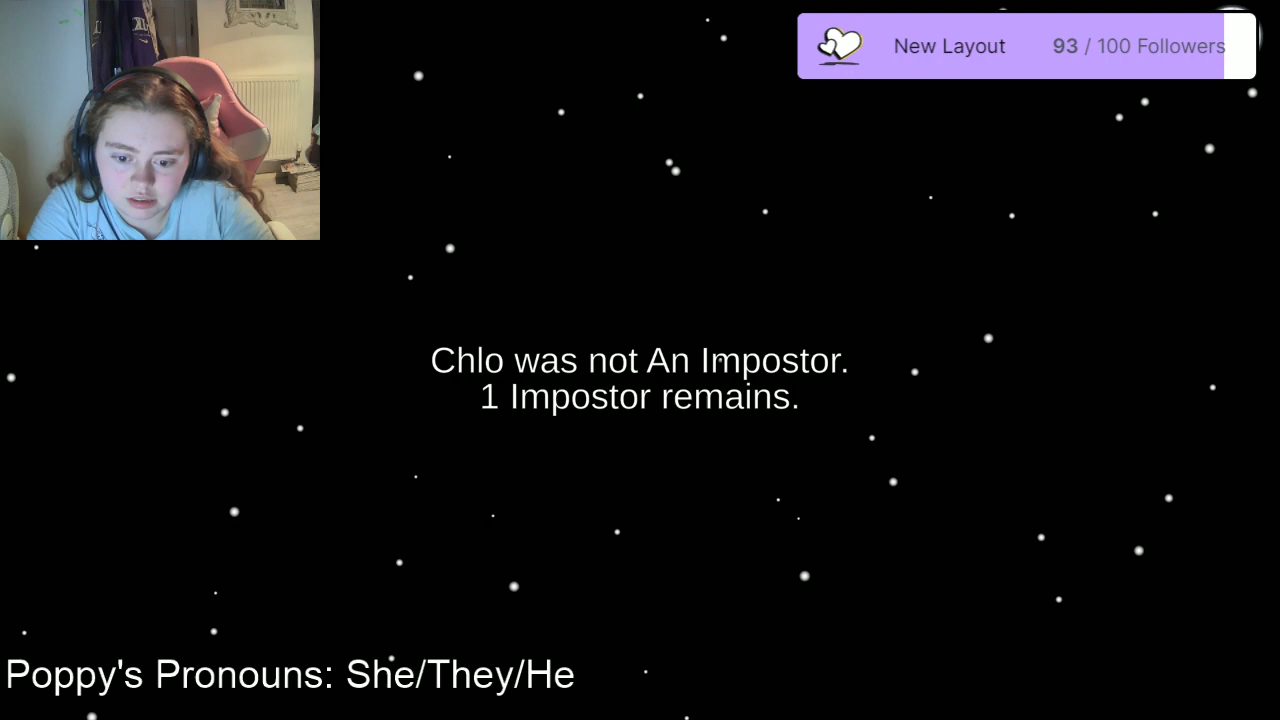 New Layout 93 / 100 Followers
Chlo was not An Impostor.
1 Impostor remains.
Poppy's Pronouns: She/They/He